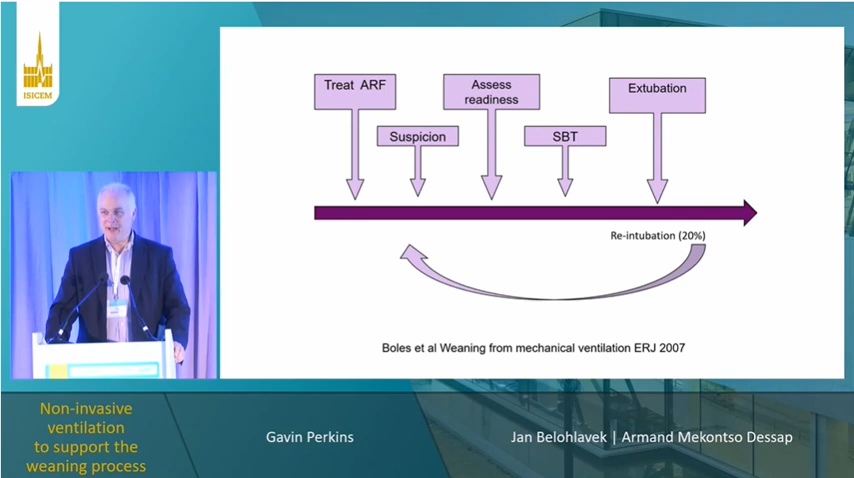 ISICEM
Treat ARF
Suspicion
Assess
readiness
SBT
Extubation
Re-intubation (20%)
Boles et al Weaning from mechanical ventilation ERJ 2007
Non-invasive
ventilation
to support the
weaning process
Gavin Perkins
Jan Belohlavek | Armand Mekontso Dessap